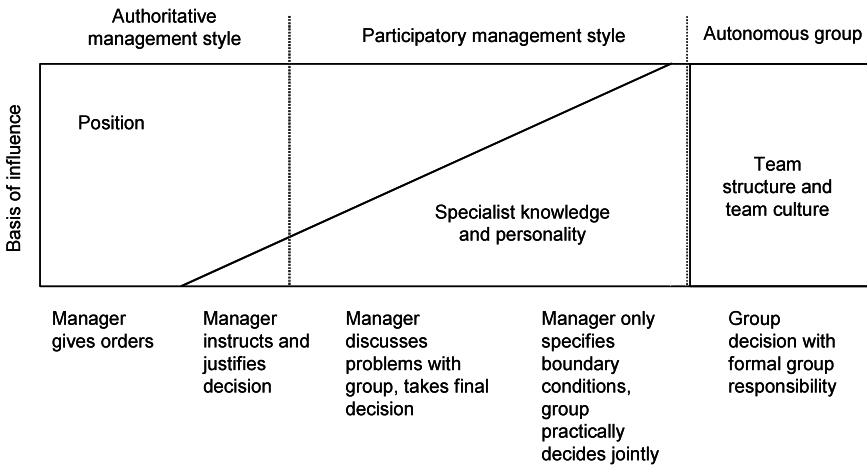 Authoritative
management style
Participatory management style
Autonomous group
Basis of influence
Position
Specialist knowledge
and personality
Team
structure and
team culture
Manager
gives orders
Manager
instructs and
justifies
decision
Manager
discusses
problems with
group, takes final
decision
Manager only
specifies
boundary
conditions,
group
practically
decides jointly
Group
decision with
formal group
responsibility